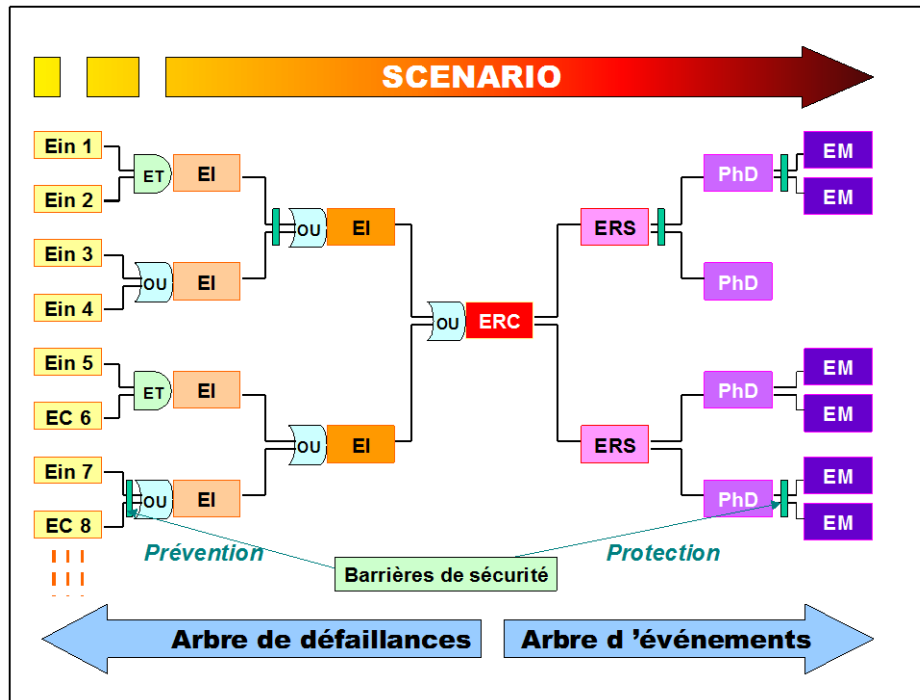 SCENARIO
Ein 1
Ein 2
ET
EI
Ein 3
Ein 4
OU
EI
OU
EI
Ein 5
EC 6
ET
EI
Ein 7
EC 8
OU
EI
OU
EI
OU
ERC
ERS
PhD
EM
EM
PhD
ERS
PhD
EM
EM
PhD
EM
EM
Prévention
Barrières de sécurité
Protection
Arbre de défaillances
Arbre d ’événements